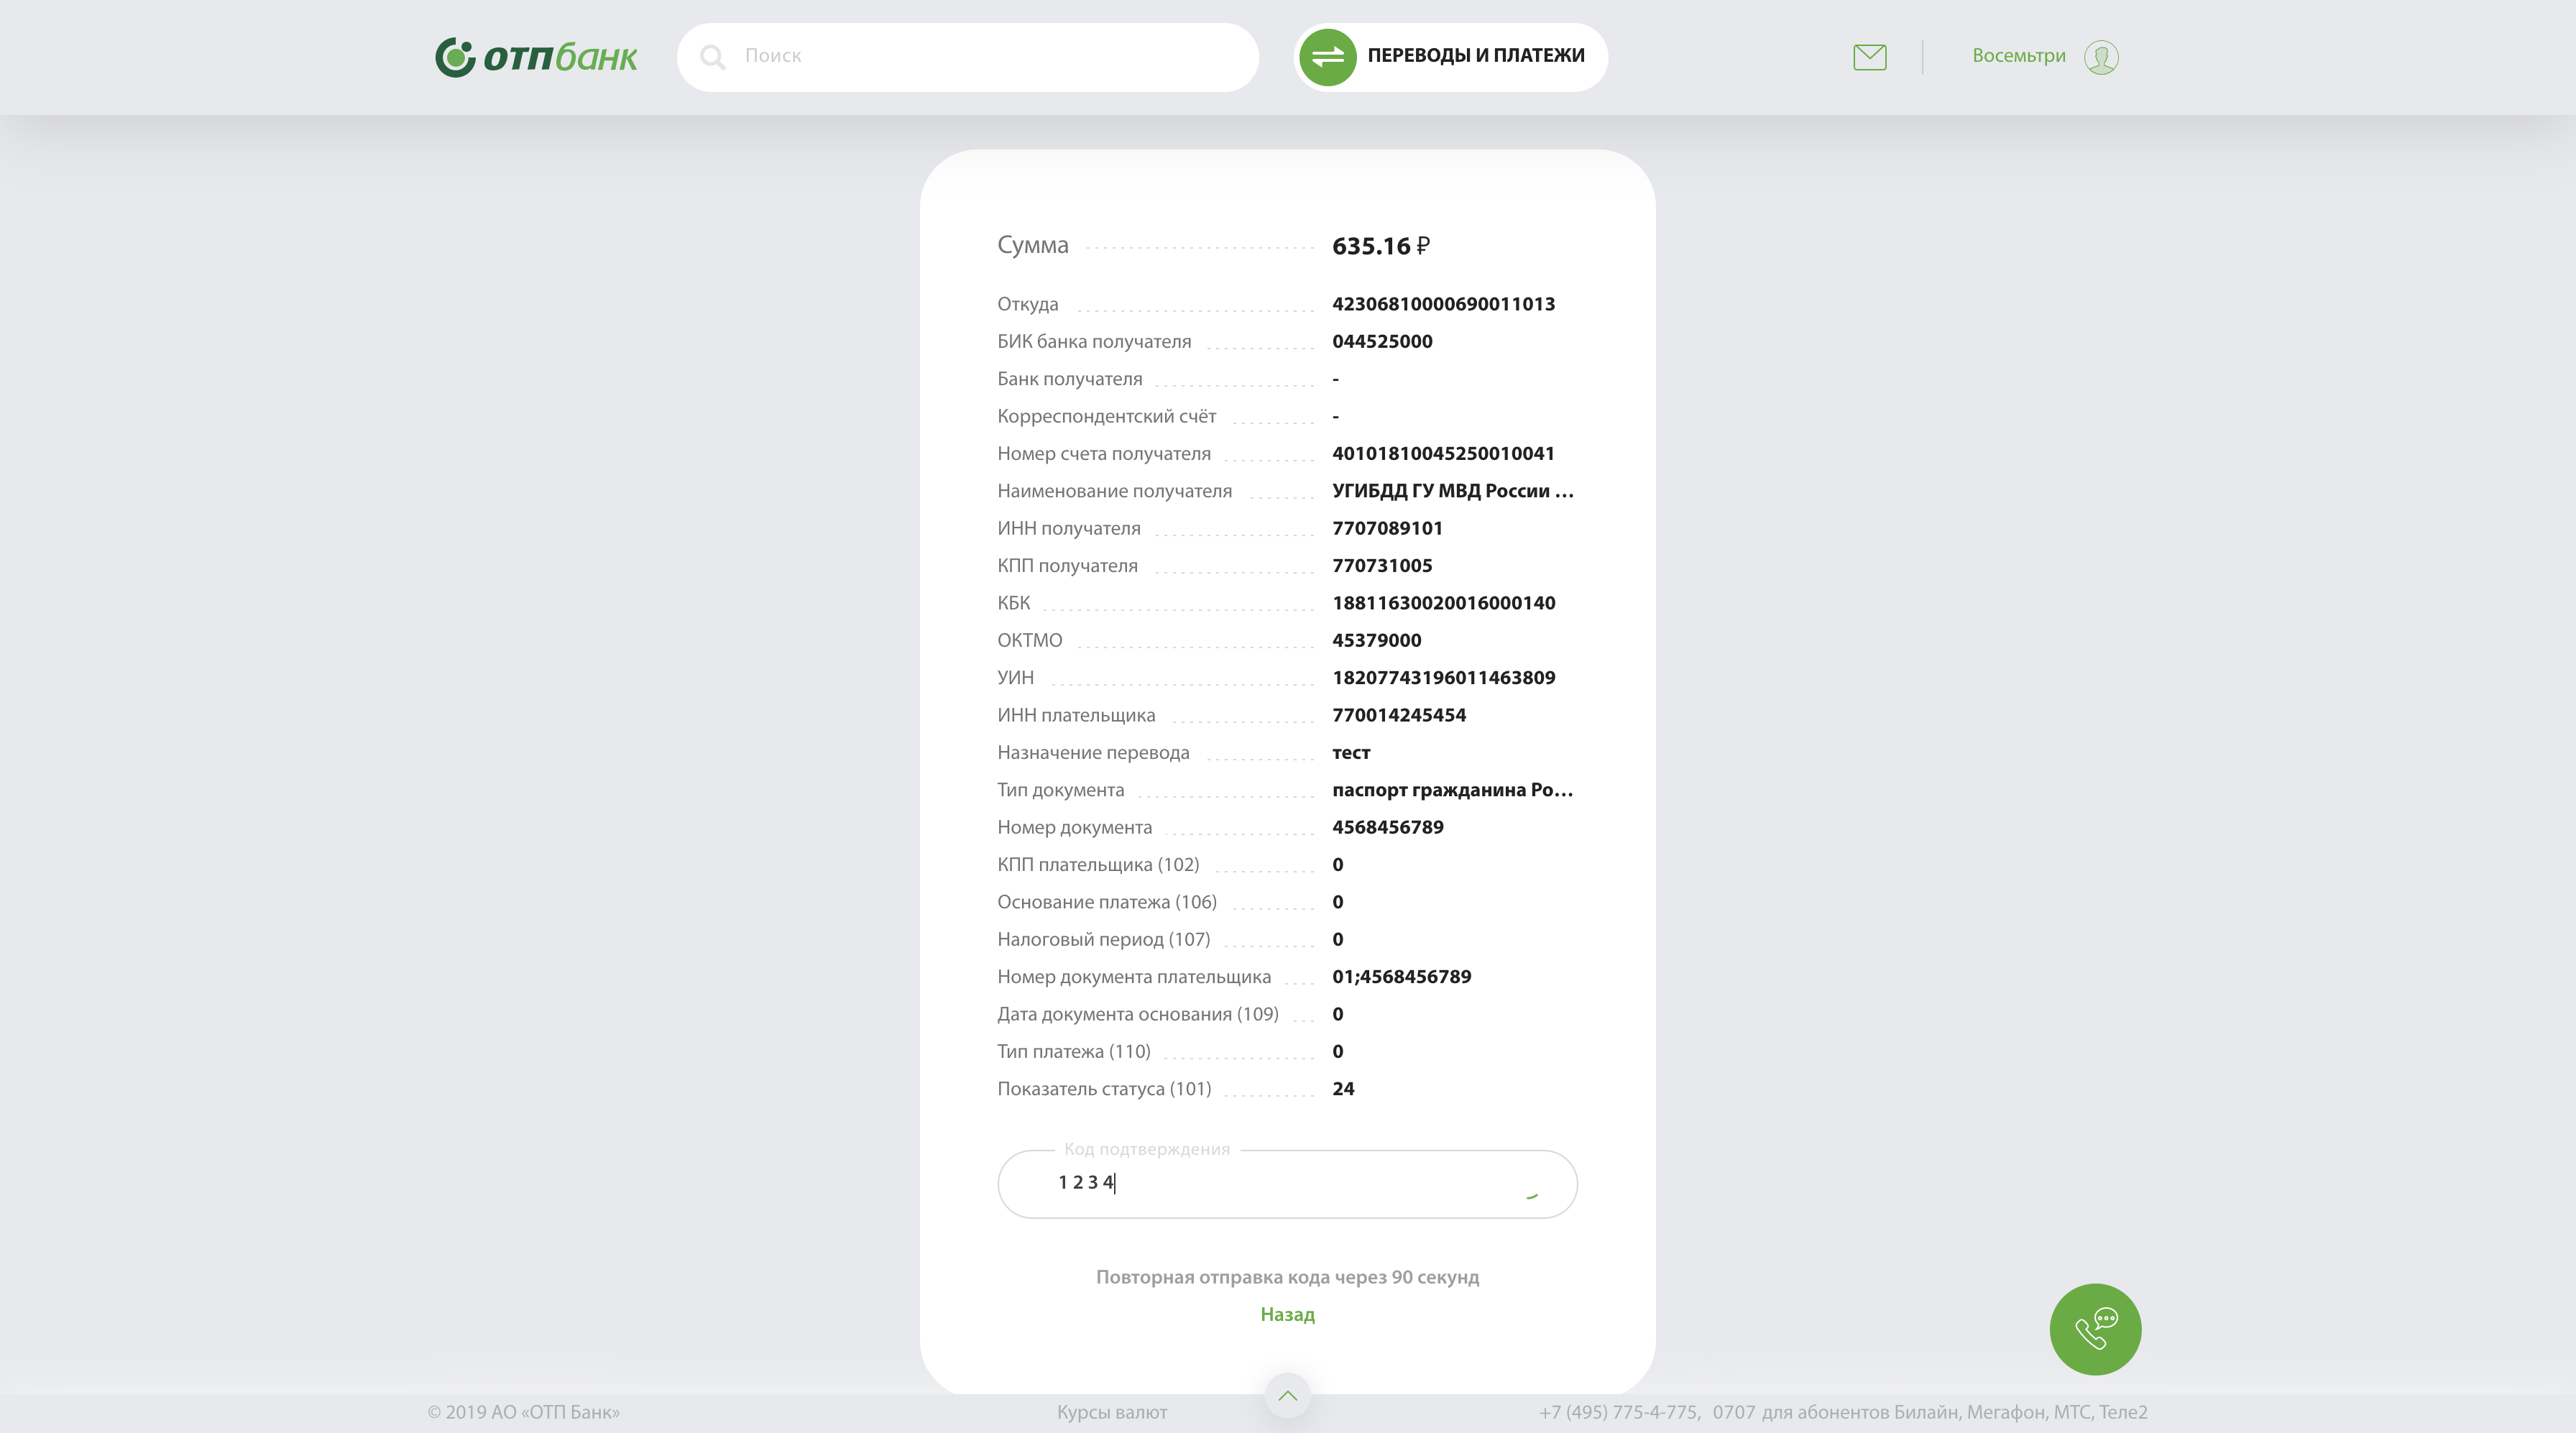 ОТПбанк
Поиск
ПЕРЕВОДЫ И ПЛАТЕЖИ
Восемьтри
Сумма 635.16 ₽
Откуда 42306810000690011013
БИК банка получателя 044525000
Банк получателя -
Корреспондентский счёт -
Номер счета получателя 40101810045250010041
Наименование получателя УГИБДД ГУ МВД России ...
ИНН получателя 7707089101
КПП получателя 770731005
КБК 18811630020016000140
ОКТМО 45379000
УИН 18207743196011463809
ИНН плательщика 770014245454
Назначение перевода тест
Тип документа паспорт гражданина Ро...
Номер документа 4568456789
КПП плательщика (102) 0
Основание платежа (106) 0
Налоговый период (107) 0
Номер документа плательщика 01;4568456789
Дата документа основания (109) 0
Тип платежа (110) 0
Показатель статуса (101) 24
Код подтверждения
1 2 3 4
Повторная отправка кода через 90 секунд
Назад
© 2019 АО «ОТП Банк»
Курсы валют
+7 (495) 775-4-775, 0707 для абонентов Билайн, Мегафон, МТС, Теле2